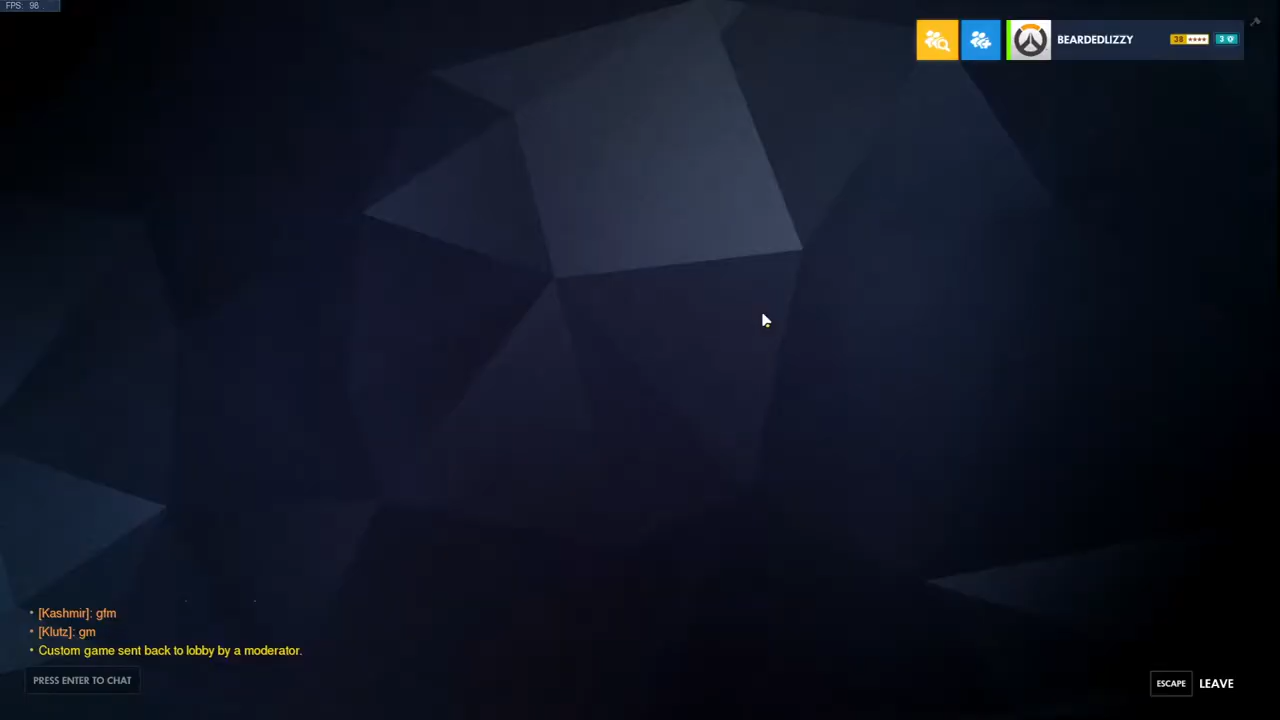 FPS: 98
BEARDEDLIZZY
38 ★★★★
3
• [Kashmir]: gfm
• [Klutz]: gm
• Custom game sent back to lobby by a moderator.
PRESS ENTER TO CHAT
ESCAPE LEAVE